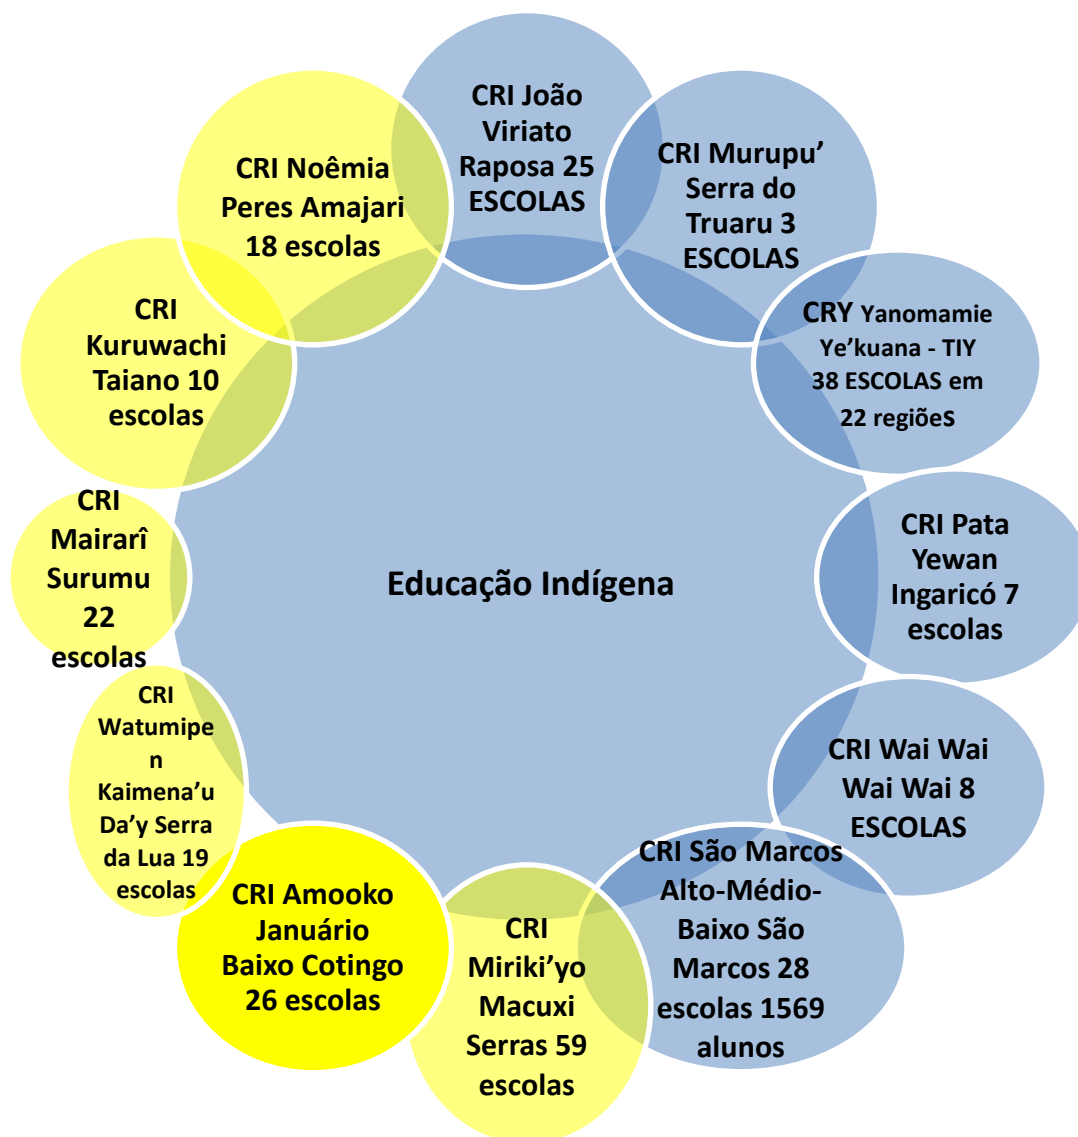 CRI João
Viriato
Raposa 25
ESCOLAS
CRI Murupu’
Serra do
Truaru 3
ESCOLAS
CRY Yanomamie
Ye’kuana - TIY
38 ESCOLAS em
22 regiões
CRI Pata
Yewan
Ingaricó 7
escolas
CRI Wai Wai
Wai Wai 8
ESCOLAS
CRI São Marcos
Alto-Médio-
Baixo São
Marcos 28
escolas 1569
alunos
CRI
Miriki’yo
Macuxi
Serras 59
escolas
CRI Amooko
Januário
Baixo Cotingo
26 escolas
CRI
Watumipe
n
Kaimena’u
Da’y Serra
da Lua 19
escolas
CRI
Mairarî
Surumu
22
escolas
CRI
Kuruwachi
Taiano 10
escolas
CRI Noêmia
Peres Amajari
18 escolas
Educação Indígena